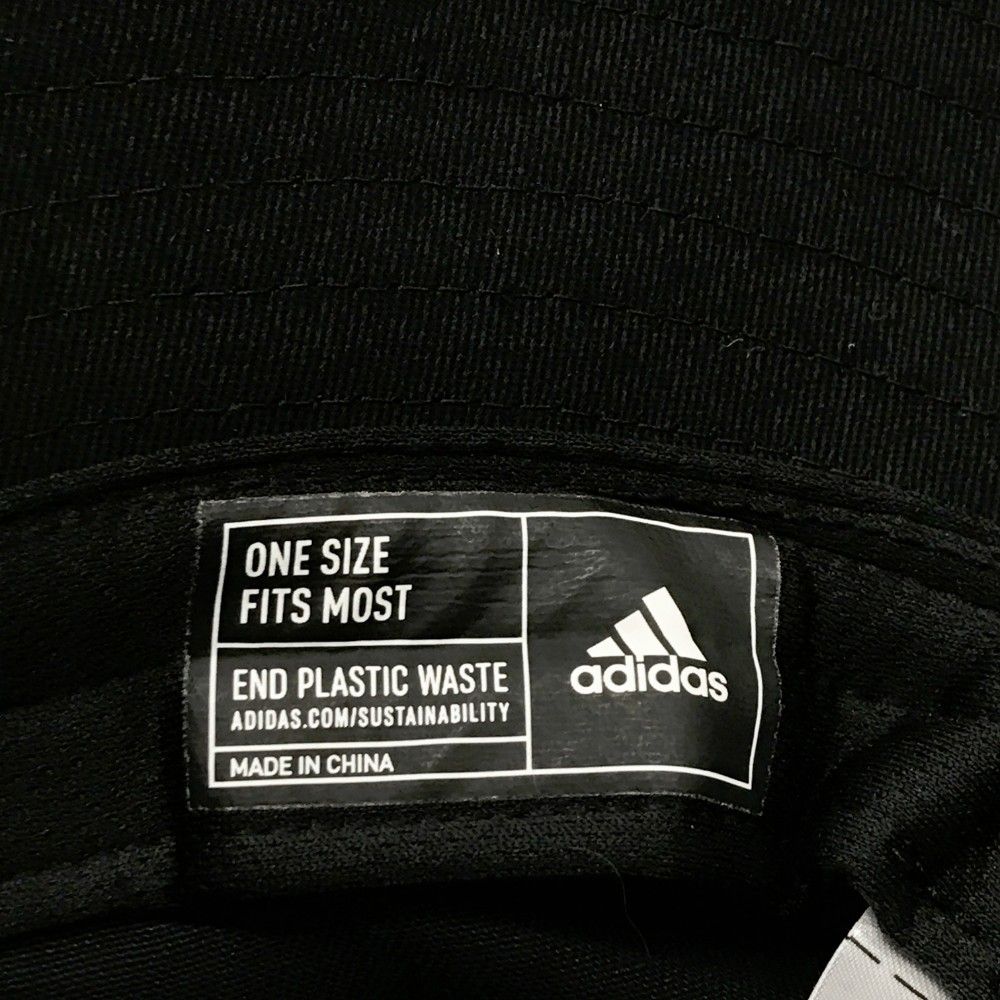 ONE SIZE
FITS MOST
END PLASTIC WASTE
ADIDAS.COM/SUSTAINABILITY
MADE IN CHINA
adidas